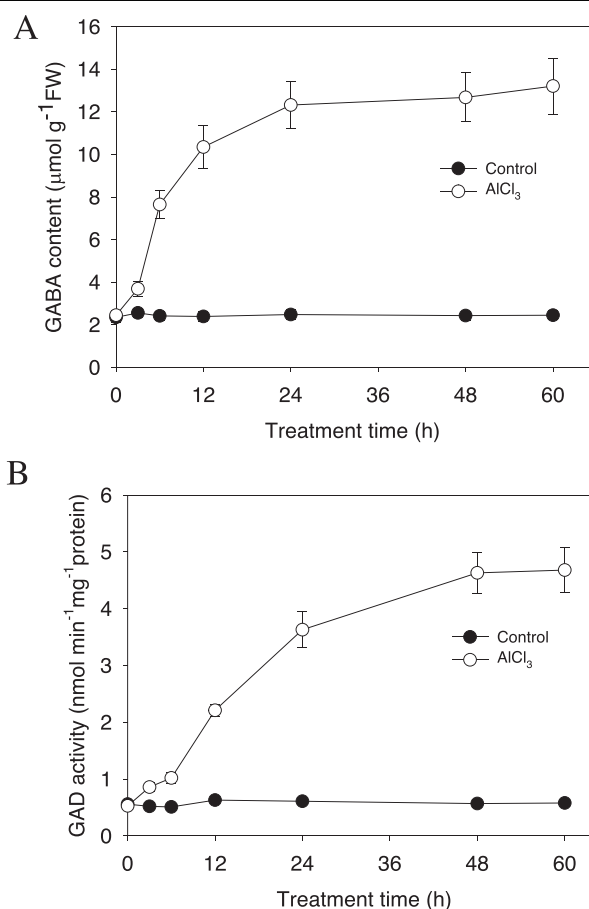 A
GABA content (μmol g⁻¹FW)
16
14
12
10
8
6
4
2
0
Control
AlCl₃
0 12 24 36 48 60
Treatment time (h)
B
GAD activity (nmol min⁻¹mg⁻¹protein)
6
5
4
3
2
1
0
Control
AlCl₃
0 12 24 36 48 60
Treatment time (h)